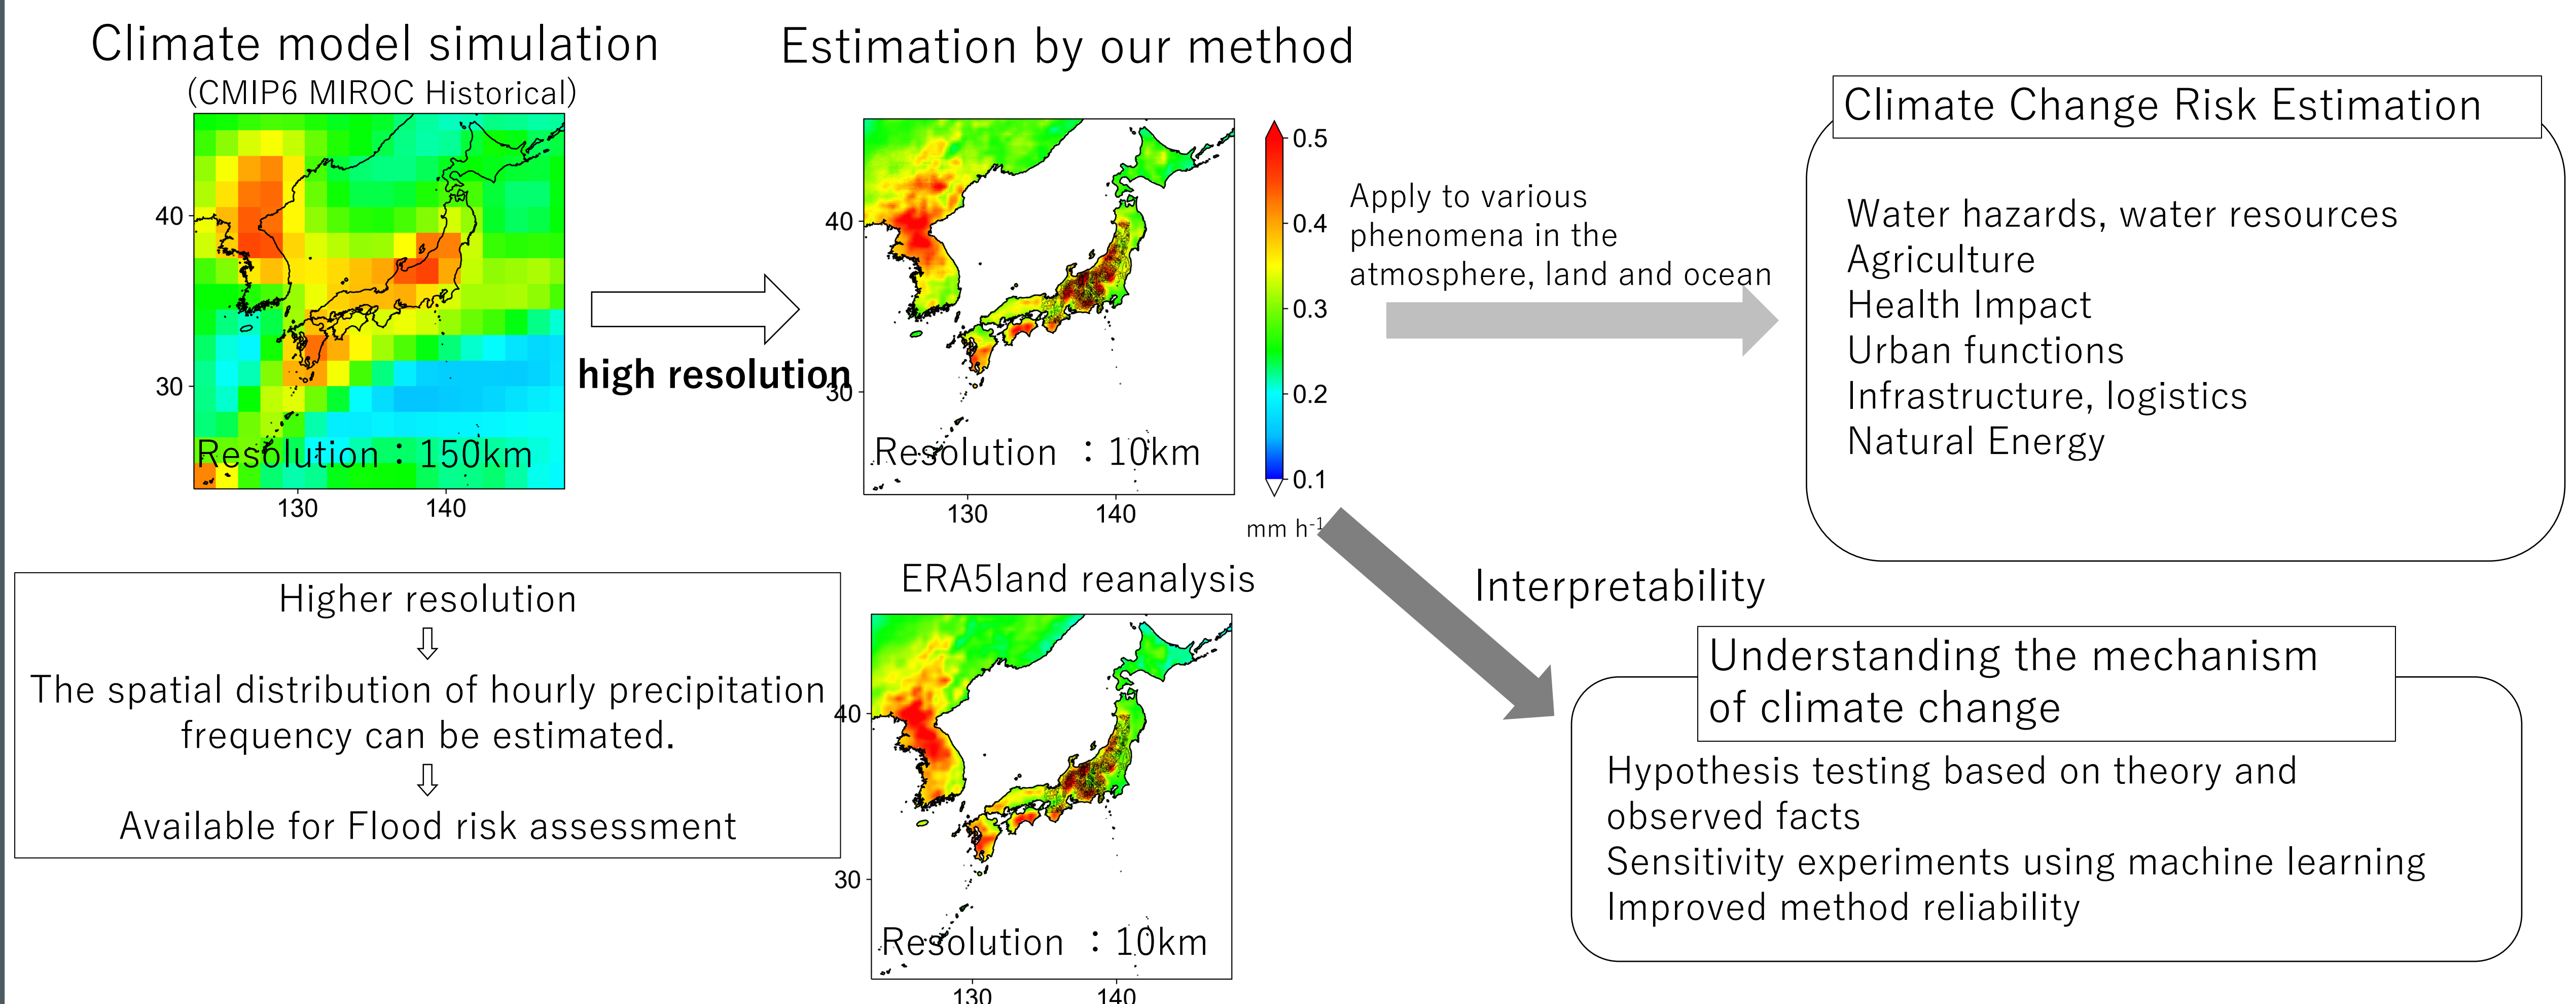 Climate model simulation
(CMIP6 MIROC Historical)
40
30
Resolution：150km
130
140
high resolution
Estimation by our method
40
30
Resolution ：10km
130
140
0.5
0.4
0.3
0.2
0.1
mm h⁻¹
Apply to various
phenomena in the
atmosphere, land and ocean
Climate Change Risk Estimation
Water hazards, water resources
Agriculture
Health Impact
Urban functions
Infrastructure, logistics
Natural Energy
Higher resolution
The spatial distribution of hourly precipitation
frequency can be estimated.
Available for Flood risk assessment
ERA5land reanalysis
40
30
Resolution ：10km
130
140
Interpretability
Understanding the mechanism
of climate change
Hypothesis testing based on theory and
observed facts
Sensitivity experiments using machine learning
Improved method reliability